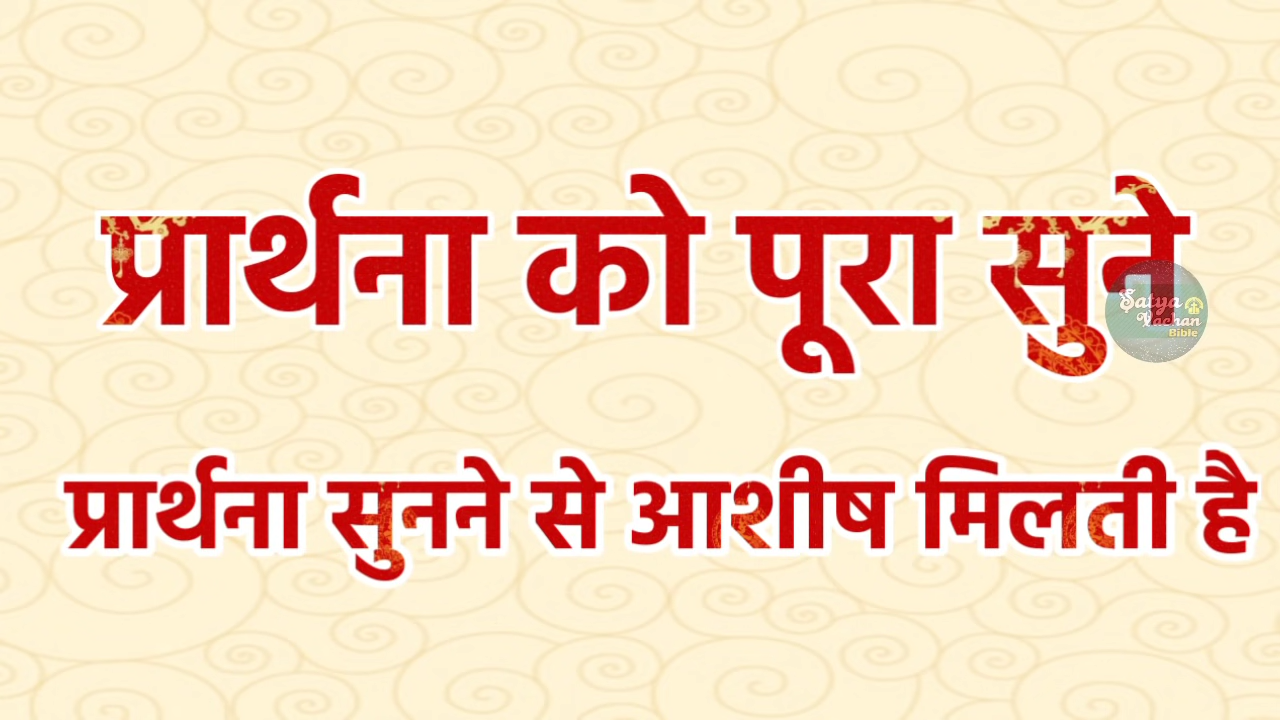 प्रार्थना को पूरा सुने
Satya
Vachan
Bible
प्रार्थना सुनने से आशीष मिलती है